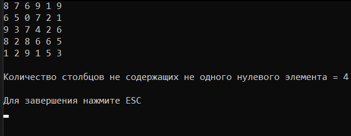 8 7 6 9 1 9
6 5 0 7 2 1
9 3 7 4 2 6
8 2 8 6 6 5
1 2 9 1 5 3
Количество столбцов не содержащих не одного нулевого элемента = 4
Для завершения нажмите ESC